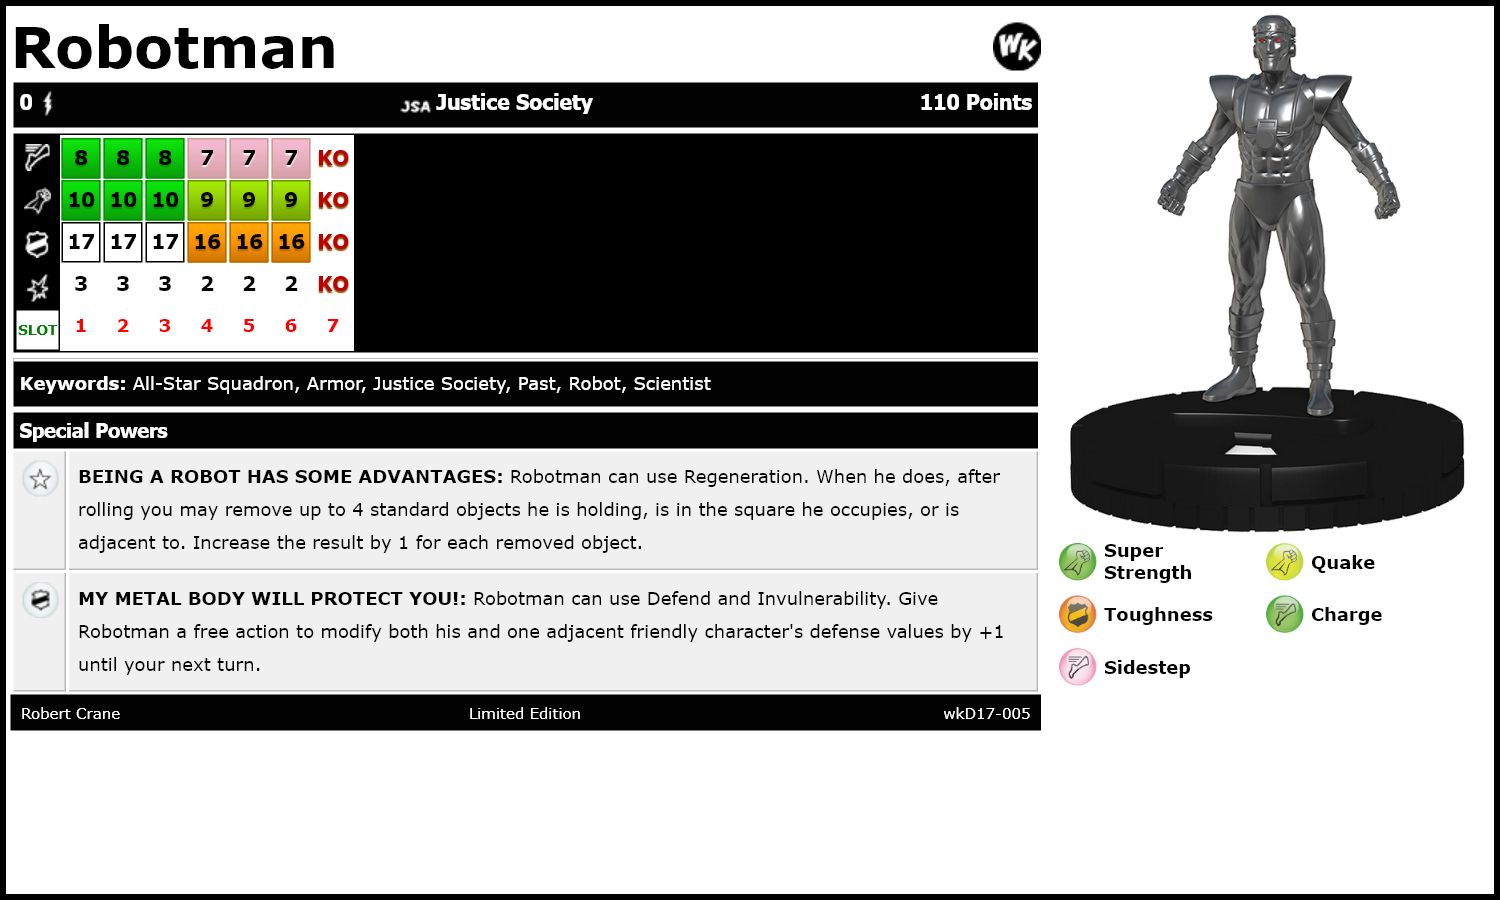 Robotman
WK
0 JSA Justice Society 110 Points
8 8 8 7 7 7 KO
10 10 10 9 9 9 KO
17 17 17 16 16 16 KO
3 3 3 2 2 2 KO
SLOT 1 2 3 4 5 6 7
Keywords: All-Star Squadron, Armor, Justice Society, Past, Robot, Scientist
Special Powers
BEING A ROBOT HAS SOME ADVANTAGES: Robotman can use Regeneration. When he does, after
rolling you may remove up to 4 standard objects he is holding, is in the square he occupies, or is
adjacent to. Increase the result by 1 for each removed object.
MY METAL BODY WILL PROTECT YOU!: Robotman can use Defend and Invulnerability. Give
Robotman a free action to modify both his and one adjacent friendly character's defense values by +1
until your next turn.
Robert Crane Limited Edition wkD17-005
Super
Strength
Quake
Toughness
Charge
Sidestep